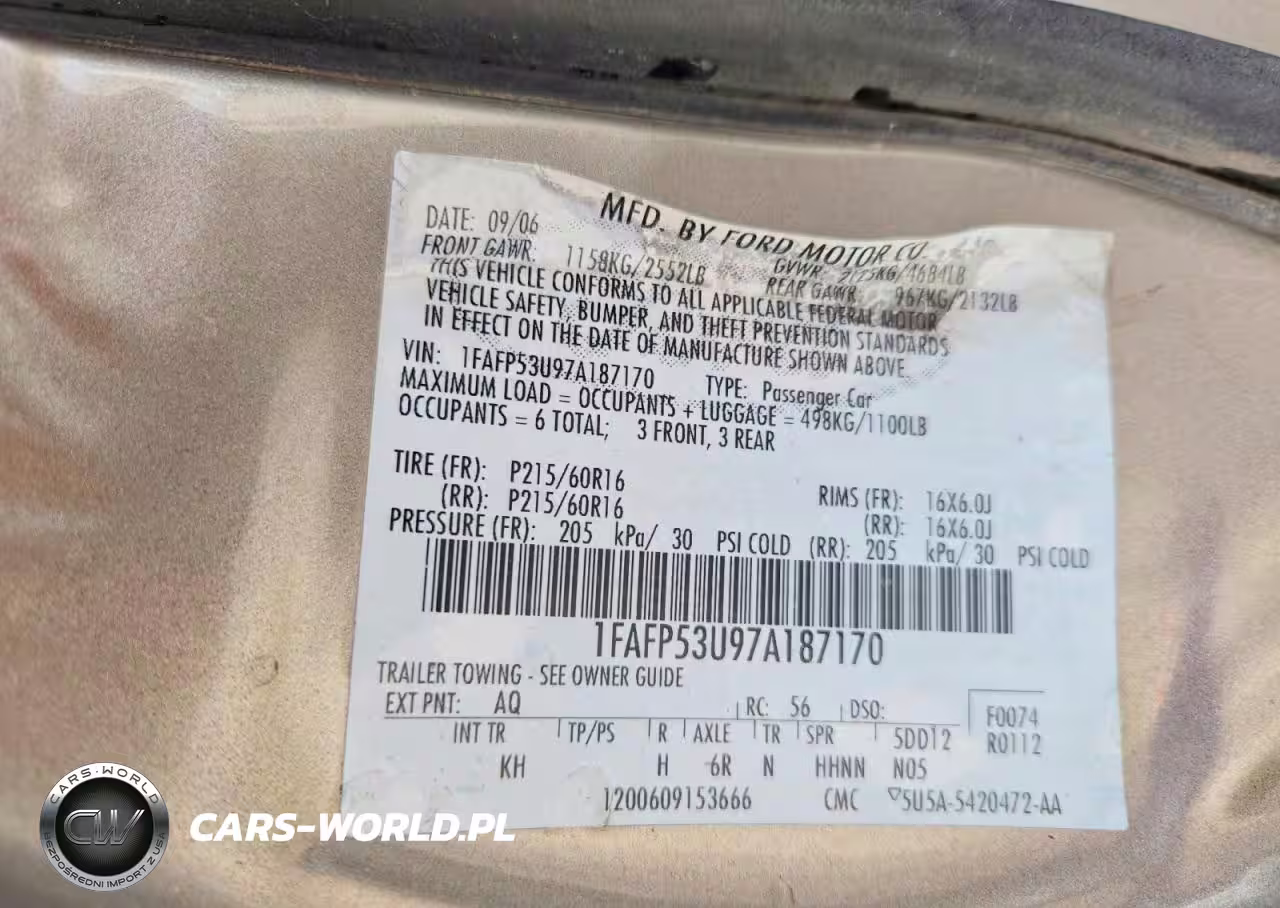 MFD. BY FORD MOTOR CO.
DATE: 09/06
FRONT GAWR: 1158KG/2552LB
GVWR: 2125KG/4684LB
REAR GAWR: 967KG/2132LB
THIS VEHICLE CONFORMS TO ALL APPLICABLE FEDERAL MOTOR
VEHICLE SAFETY, BUMPER, AND THEFT PREVENTION STANDARDS
IN EFFECT ON THE DATE OF MANUFACTURE SHOWN ABOVE.
VIN: 1FAFP53U97A187170 TYPE: Passenger Car
MAXIMUM LOAD = OCCUPANTS + LUGGAGE = 498KG/1100LB
OCCUPANTS = 6 TOTAL; 3 FRONT, 3 REAR
TIRE (FR): P215/60R16 RIMS (FR): 16X6.0J
(RR): P215/60R16 (RR): 16X6.0J
PRESSURE (FR): 205 kPa/ 30 PSI COLD (RR): 205 kPa/ 30 PSI COLD
1FAFP53U97A187170
TRAILER TOWING - SEE OWNER GUIDE
EXT PNT: AQ RC: 56 DSO: F0074
INT TR TP/PS R AXLE TR SPR 5DD12 R0112
KH H 6R N HHNN N05
1200609153666 CMC 5U5A-5420472-AA
CARS-WORLD
CW
BEZPOŚREDNI IMPORT Z USA
CARS-WORLD.PL